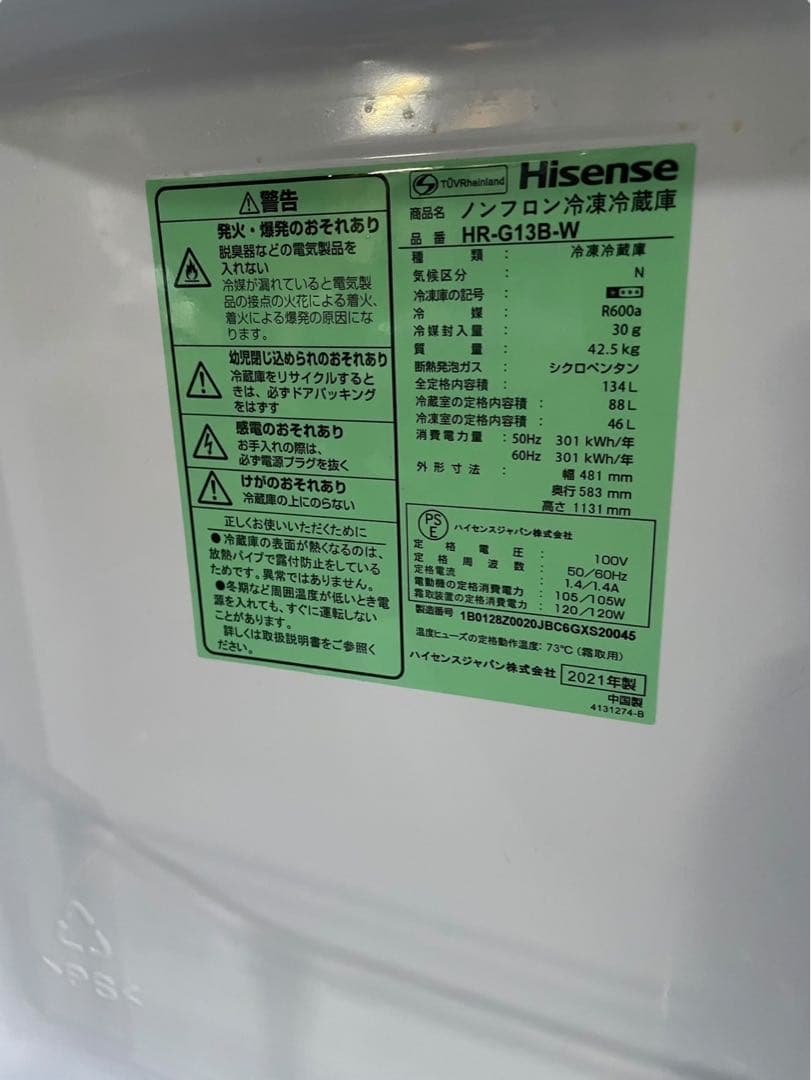 ⚠警告
発火・爆発のおそれあり
脱臭器などの電気製品を
入れない
冷媒が漏れていると電気製
品の接点の火花による着火、
着火による爆発の原因にな
ります。
幼児閉じ込められのおそれあり
冷蔵庫をリサイクルすると
きは、必ずドアパッキング
をはずす
感電のおそれあり
お手入れの際は、
必ず電源プラグを抜く
けがのおそれあり
冷蔵庫の上にのらない
正しくお使いいただくために
●冷蔵庫の表面が熱くなるのは、
放熱パイプで露付防止をしている
ためです。異常ではありません。
●冬期など周囲温度が低いとき電
源を入れても、すぐに運転しない
ことがあります。
詳しくは取扱説明書をご参照く
ださい。
TÜVRheinland Hisense
商品名 ノンフロン冷凍冷蔵庫
品番 HR-G13B-W
種類： 冷凍冷蔵庫
気候区分： N
冷凍庫の記号：
冷媒： R600a
冷媒封入量： 30 g
質量： 42.5 kg
断熱発泡ガス： シクロペンタン
全定格内容積： 134 L
冷蔵室の定格内容積： 88 L
冷凍室の定格内容積： 46 L
消費電力量： 50Hz 301 kWh/年
60Hz 301 kWh/年
外形寸法： 幅 481 mm
奥行 583 mm
高さ 1131 mm
PS
E ハイセンスジャパン株式会社
定格電圧： 100V
定格周波数： 50/60Hz
定格電流： 1.4/1.4A
電動機の定格消費電力： 105/105W
霜取装置の定格消費電力： 120/120W
製造番号 1B0128Z0020JBC6GXS20045
温度ヒューズの定格動作温度: 73℃ (霜取用)
ハイセンスジャパン株式会社 2021年製
中国製
4131274-B
>PS<